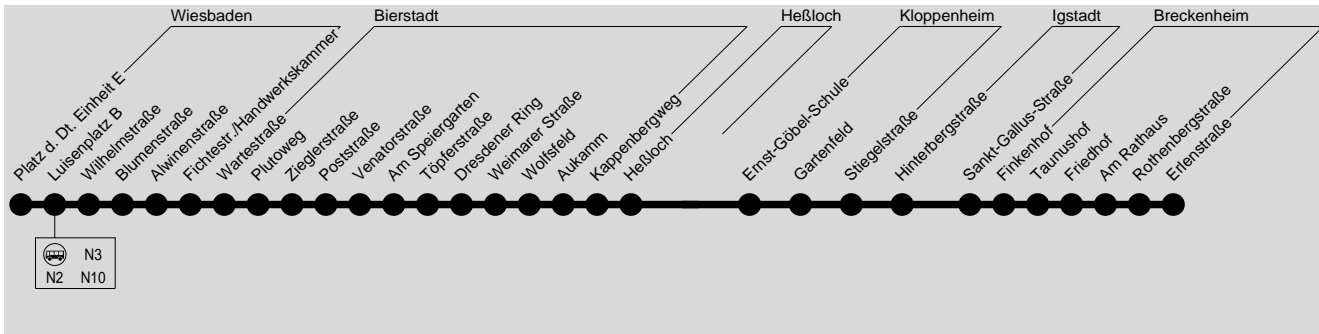 Wiesbaden
Bierstadt
Heßloch
Kloppenheim
Igstadt
Breckenheim
Platz d. Dt. Einheit E
Luisenplatz B
Wilhelmstraße
Blumenstraße
Alwinenstraße
Fichtestr./Handwerkskammer
Wartestraße
Plutoweg
Zieglerstraße
Poststraße
Venatorstraße
Am Speiergarten
Töpferstraße
Dresdener Ring
Weimarer Straße
Wolfsfeld
Aukamm
Kappenbergweg
Heßloch
Ernst-Göbel-Schule
Gartenfeld
Stiegelstraße
Hinterbergstraße
Sankt-Gallus-Straße
Finkenhof
Taunushof
Friedhof
Am Rathaus
Rothenbergstraße
Erlenstraße
N3
N2 N10